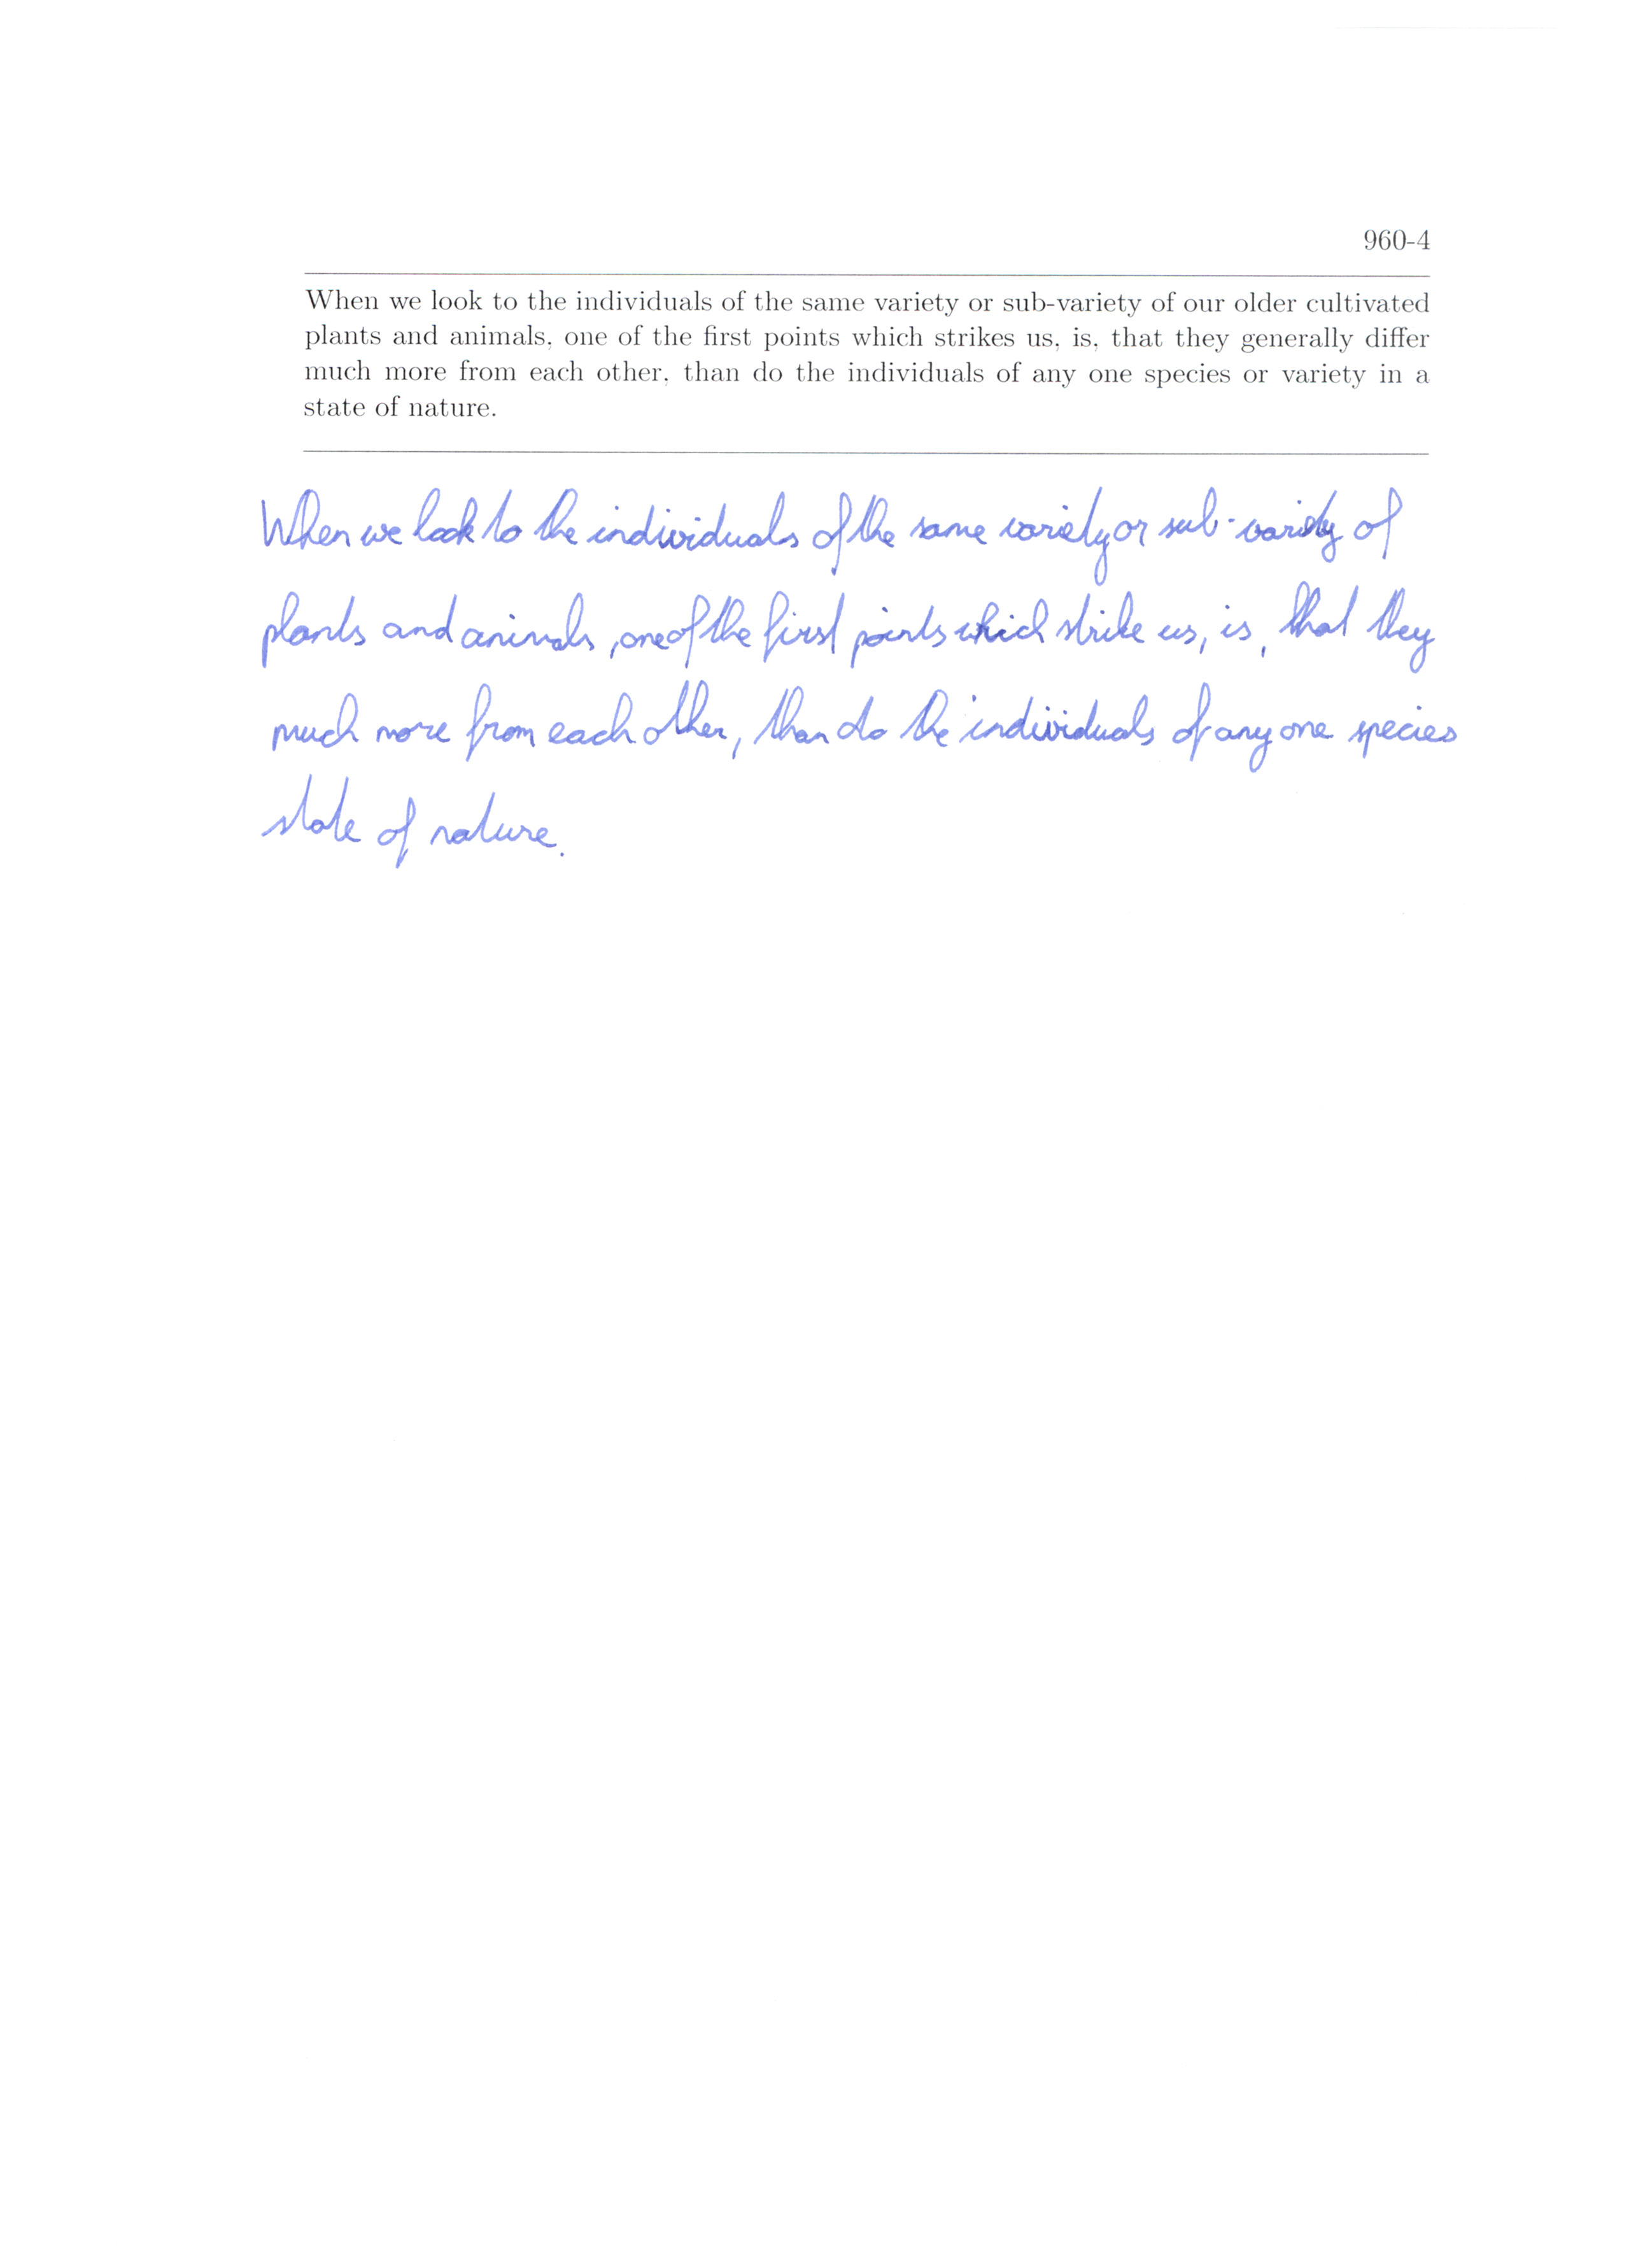 960-4
When we look to the individuals of the same variety or sub-variety of our older cultivated
plants and animals, one of the first points which strikes us, is, that they generally differ
much more from each other, than do the individuals of any one species or variety in a
state of nature.
When we look to the individuals of the same variety or sub-variety of
plants and animals, one of the first points which strike us, is, that they
much more from each other, than do the individuals of any one species
state of nature.